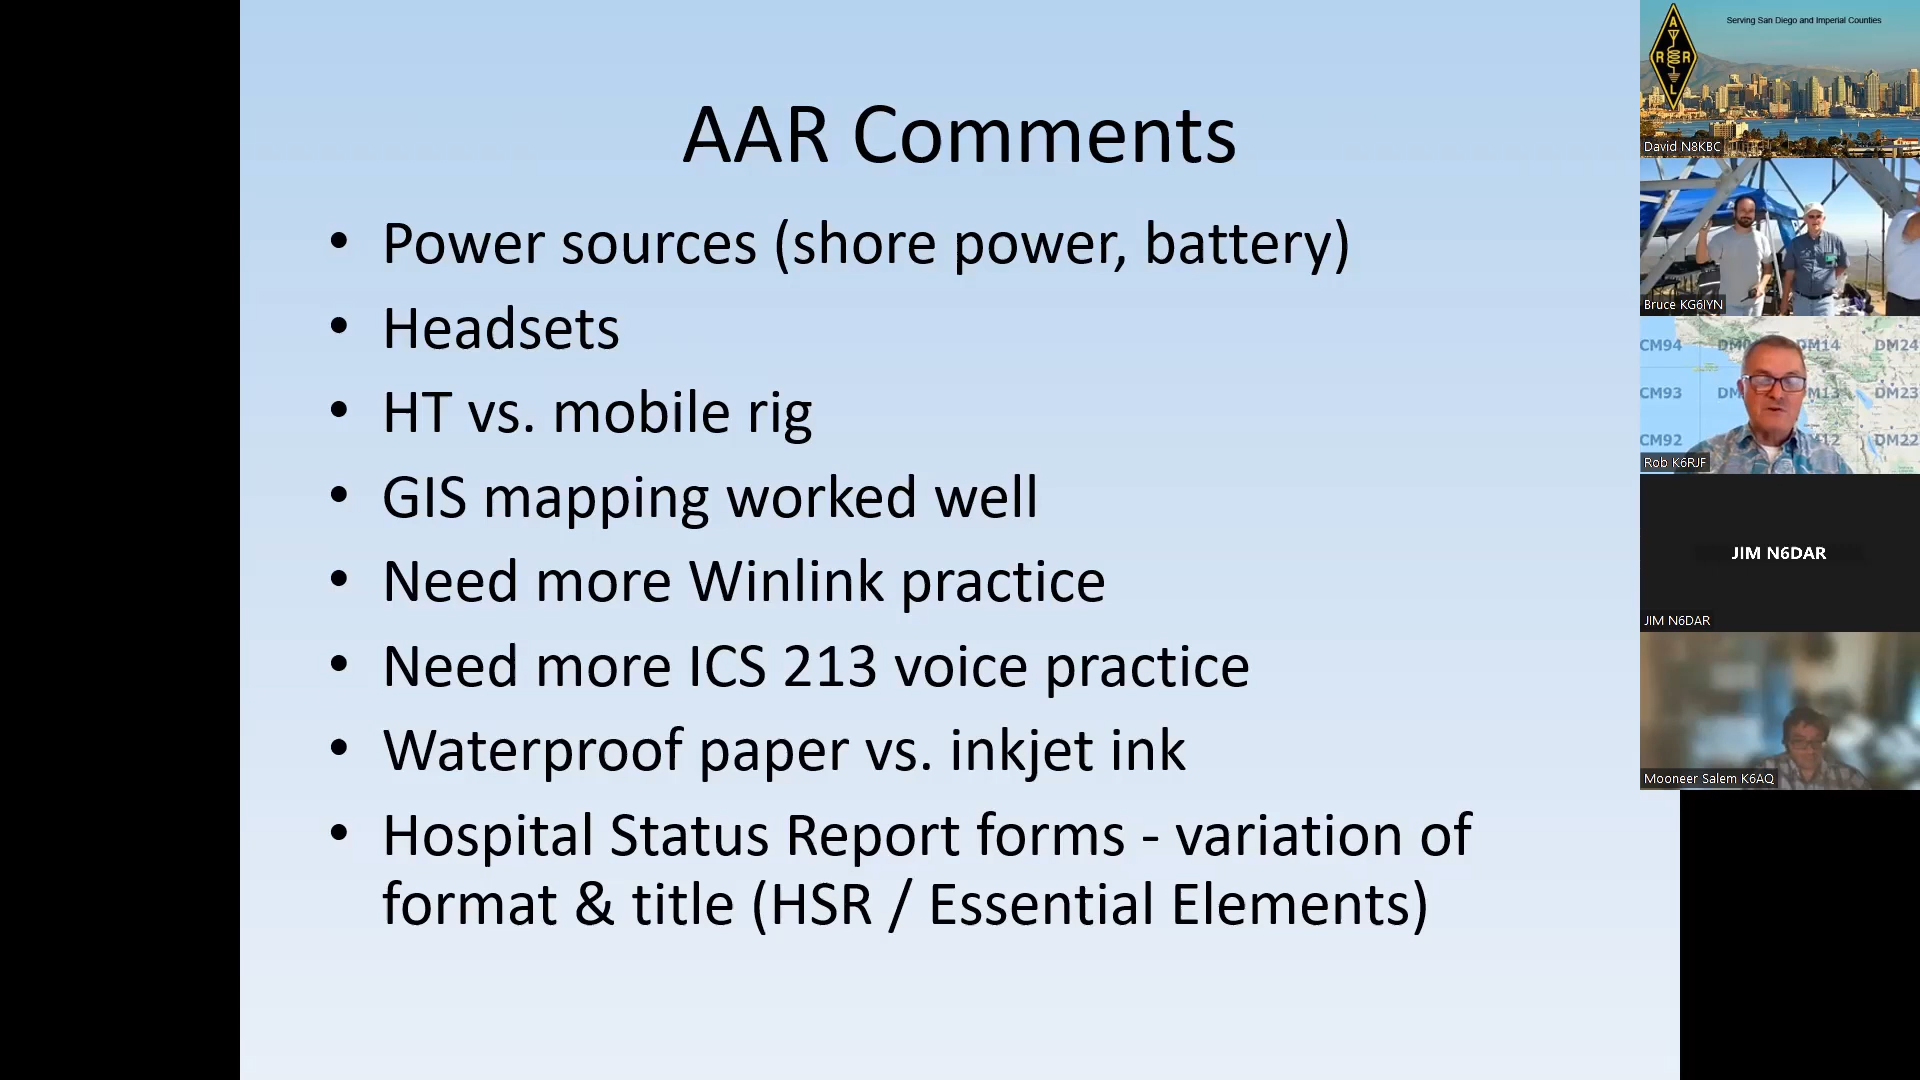 AAR Comments
• Power sources (shore power, battery)
• Headsets
• HT vs. mobile rig
• GIS mapping worked well
• Need more Winlink practice
• Need more ICS 213 voice practice
• Waterproof paper vs. inkjet ink
• Hospital Status Report forms - variation of
format & title (HSR / Essential Elements)
Serving San Diego and Imperial Counties
A
R R
L
David N8KBC
Bruce KG6IYN
CM94 DM14 DM24
CM93 DM13 DM23
CM92 DM22
Rob K6RJF
JIM N6DAR
JIM N6DAR
Mooneer Salem K6AQ